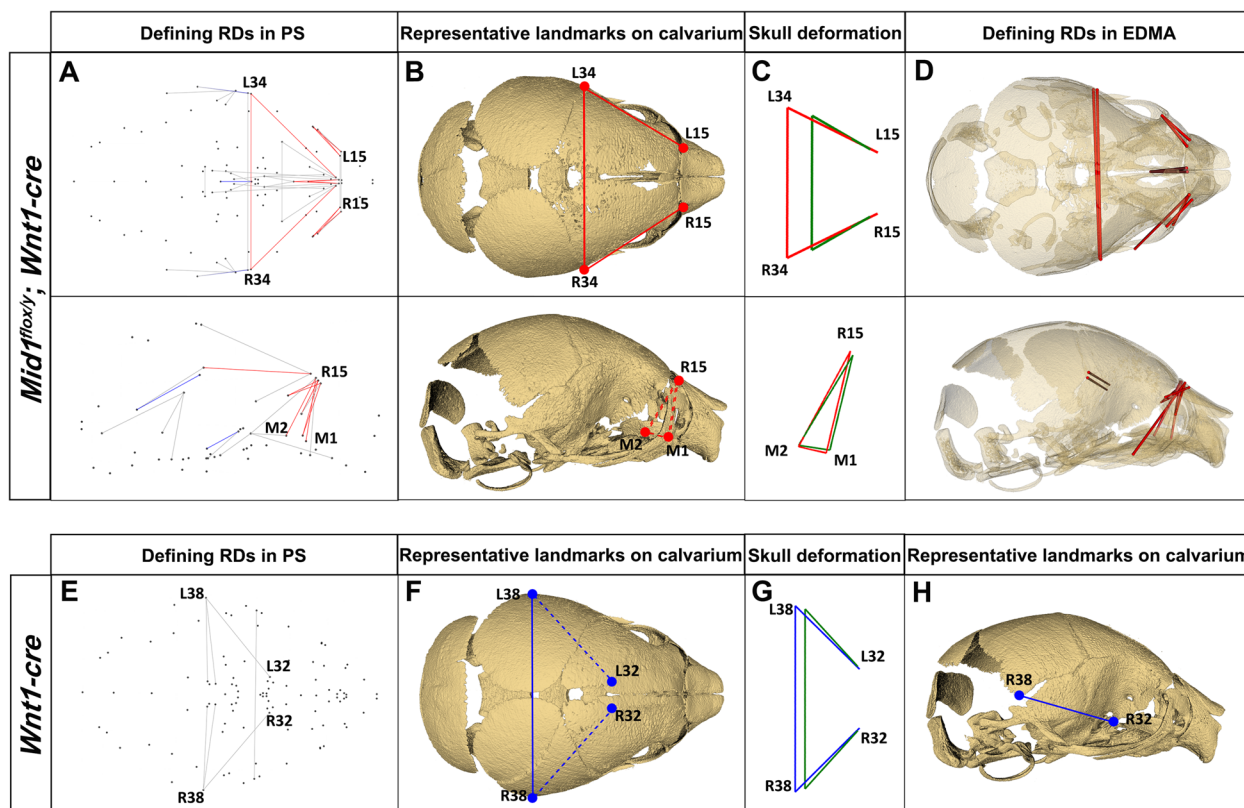 Defining RDs in PS
Representative landmarks on calvarium
Skull deformation
Defining RDs in EDMA
Mid1flox/y; Wnt1-cre
A
L34
L15
R15
R34
B
L34
L15
R15
R34
C
L34
L15
R15
R34
D
R15
M2
M1
R15
M2
M1
R15
M2
M1
Defining RDs in PS
Representative landmarks on calvarium
Skull deformation
Representative landmarks on calvarium
Wnt1-cre
E
L38
L32
R32
R38
F
L38
L32
R32
R38
G
L38
L32
R32
R38
H
R38
R32